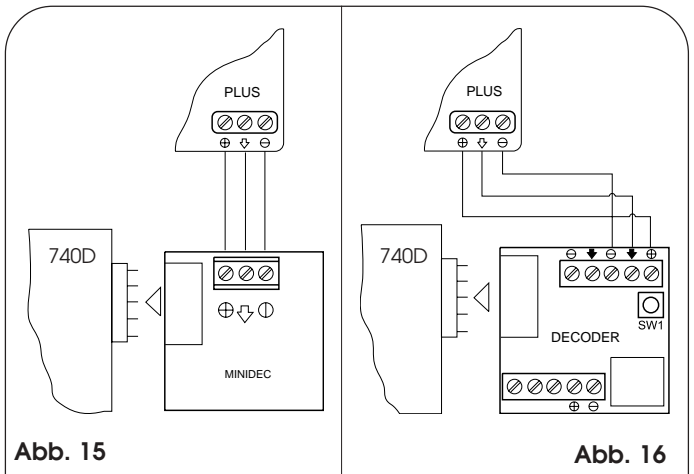 PLUS
⊕ ⇩ ⊖
740D
⊕ ⇩ ⊖
MINIDEC
Abb. 15
PLUS
⊕ ⇩ ⊖
740D
⊖ 🡇 ⊖ 🡇 ⊕
SW1
DECODER
⊕ ⊖
Abb. 16